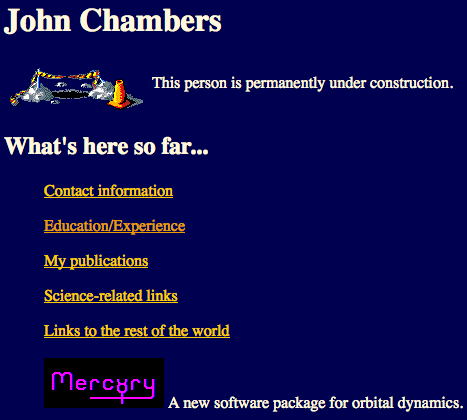 John Chambers
This person is permanently under construction.
What's here so far...
Contact information
Education/Experience
My publications
Science-related links
Links to the rest of the world
Mercury
A new software package for orbital dynamics.